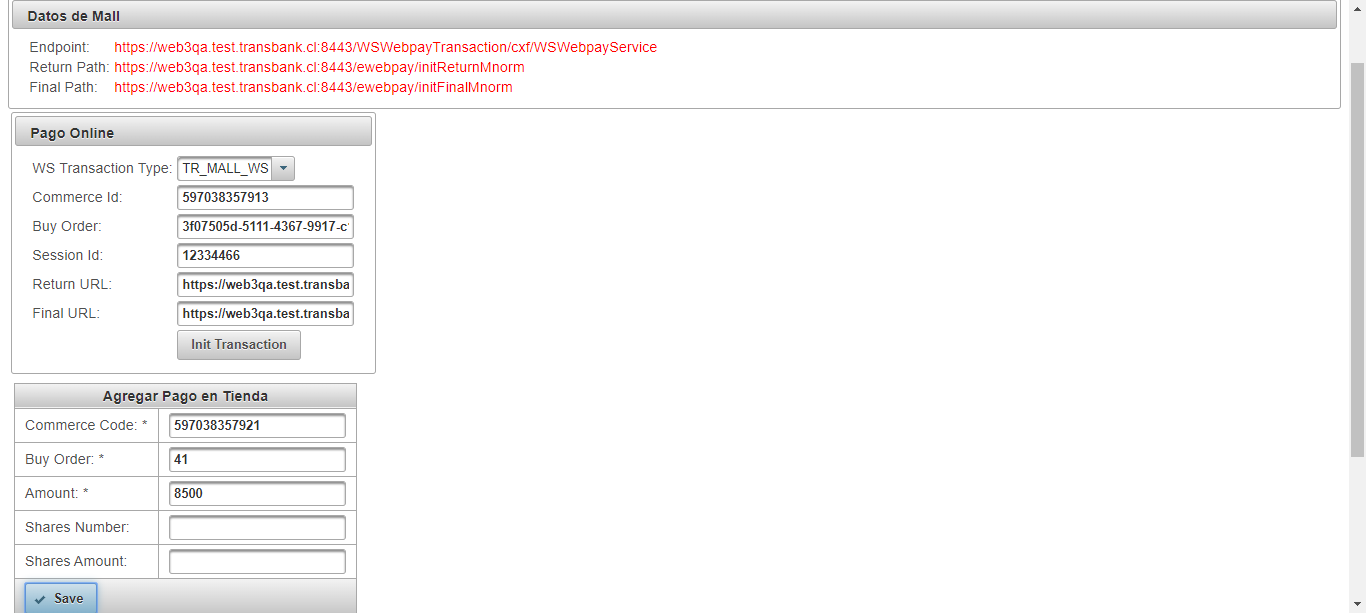 Datos de Mall
Endpoint: https://web3qa.test.transbank.cl:8443/WSWebpayTransaction/cxf/WSWebpayService
Return Path: https://web3qa.test.transbank.cl:8443/ewebpay/initReturnMnorm
Final Path: https://web3qa.test.transbank.cl:8443/ewebpay/initFinalMnorm
Pago Online
WS Transaction Type: TR_MALL_WS
Commerce Id: 597038357913
Buy Order: 3f07505d-5111-4367-9917-c
Session Id: 12334466
Return URL: https://web3qa.test.transba
Final URL: https://web3qa.test.transba
Init Transaction
Agregar Pago en Tienda
Commerce Code: * 597038357921
Buy Order: * 41
Amount: * 8500
Shares Number:
Shares Amount:
Save